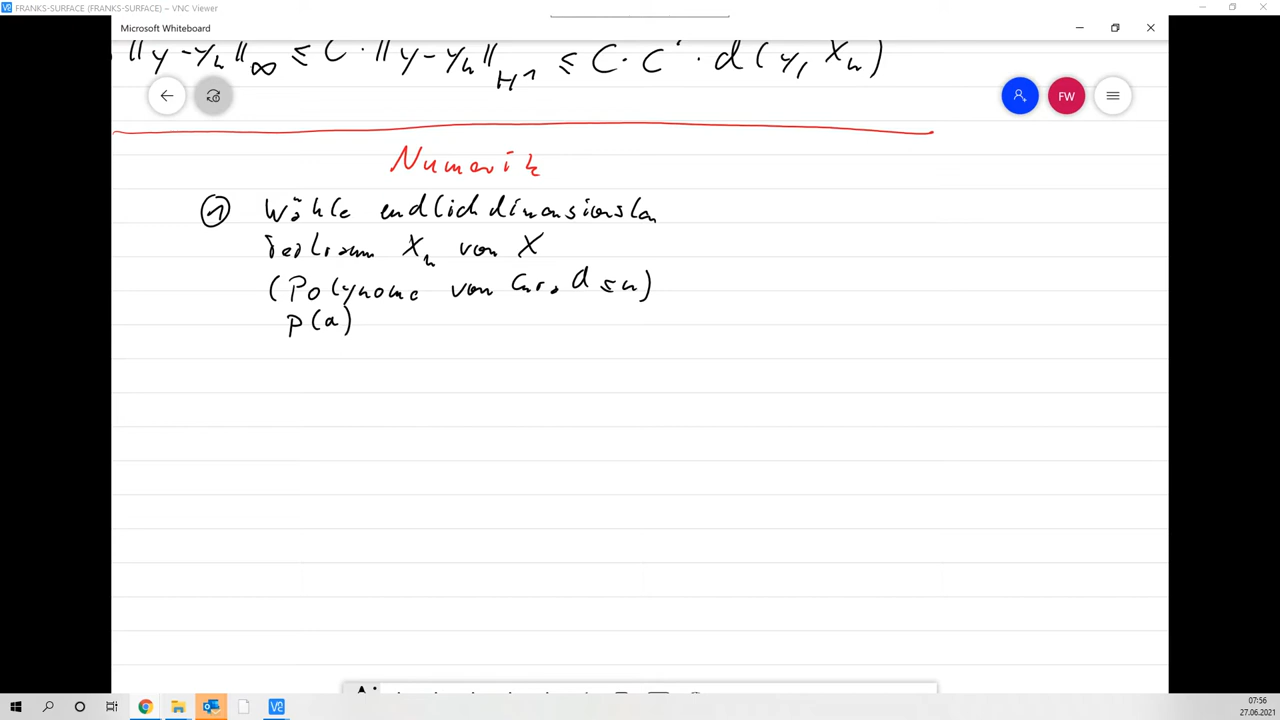 FRANKS-SURFACE (FRANKS-SURFACE) – VNC Viewer
Microsoft Whiteboard
‖y-yₕ‖∞ ≤ C·‖y-yₕ‖H¹ ≤ C·C'·d(y, Xₕ)
FW
Numerik
① Wähle endlichdimensionalen
Teilraum Xₙ von X
(Polynome von Grad ≤ n)
p(a)
07:56
27.06.2021